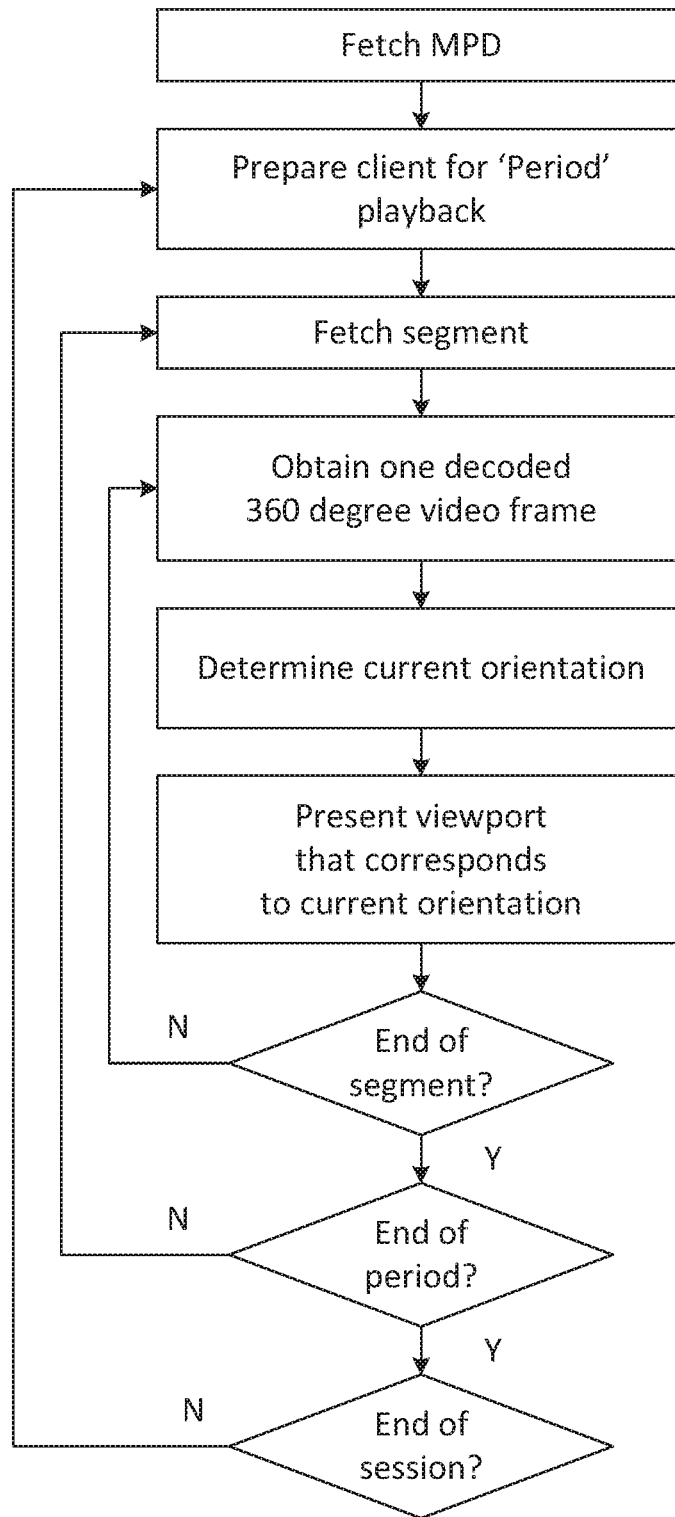 Fetch MPD
Prepare client for ‘Period’
playback
Fetch segment
Obtain one decoded
360 degree video frame
Determine current orientation
Present viewport
that corresponds
to current orientation
N
End of
segment?
Y
N
End of
period?
Y
N
End of
session?